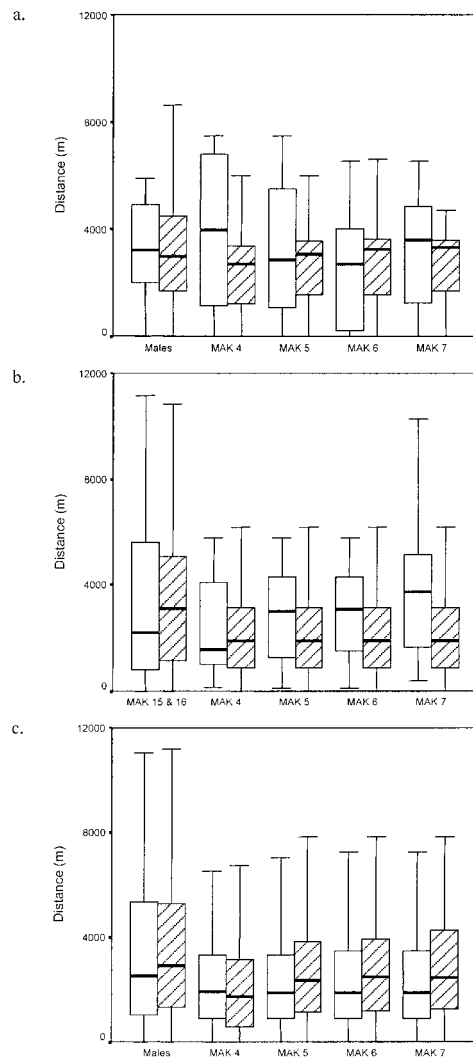 a.
12000
8000
4000
0
Distance (m)
Males MAK 4 MAK 5 MAK 6 MAK 7
b.
12000
8000
4000
0
Distance (m)
MAK 15 & 16 MAK 4 MAK 5 MAK 6 MAK 7
c.
12000
8000
4000
0
Distance (m)
Males MAK 4 MAK 5 MAK 6 MAK 7